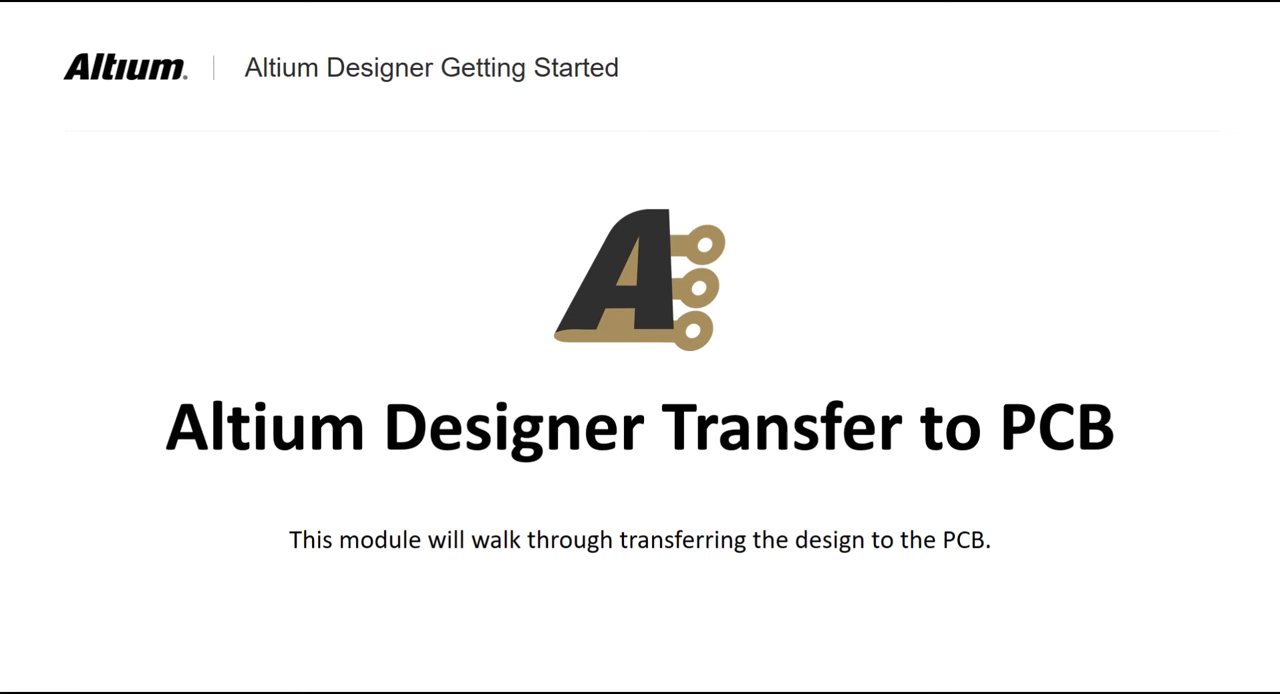 Altium. | Altium Designer Getting Started
Altium Designer Transfer to PCB
This module will walk through transferring the design to the PCB.